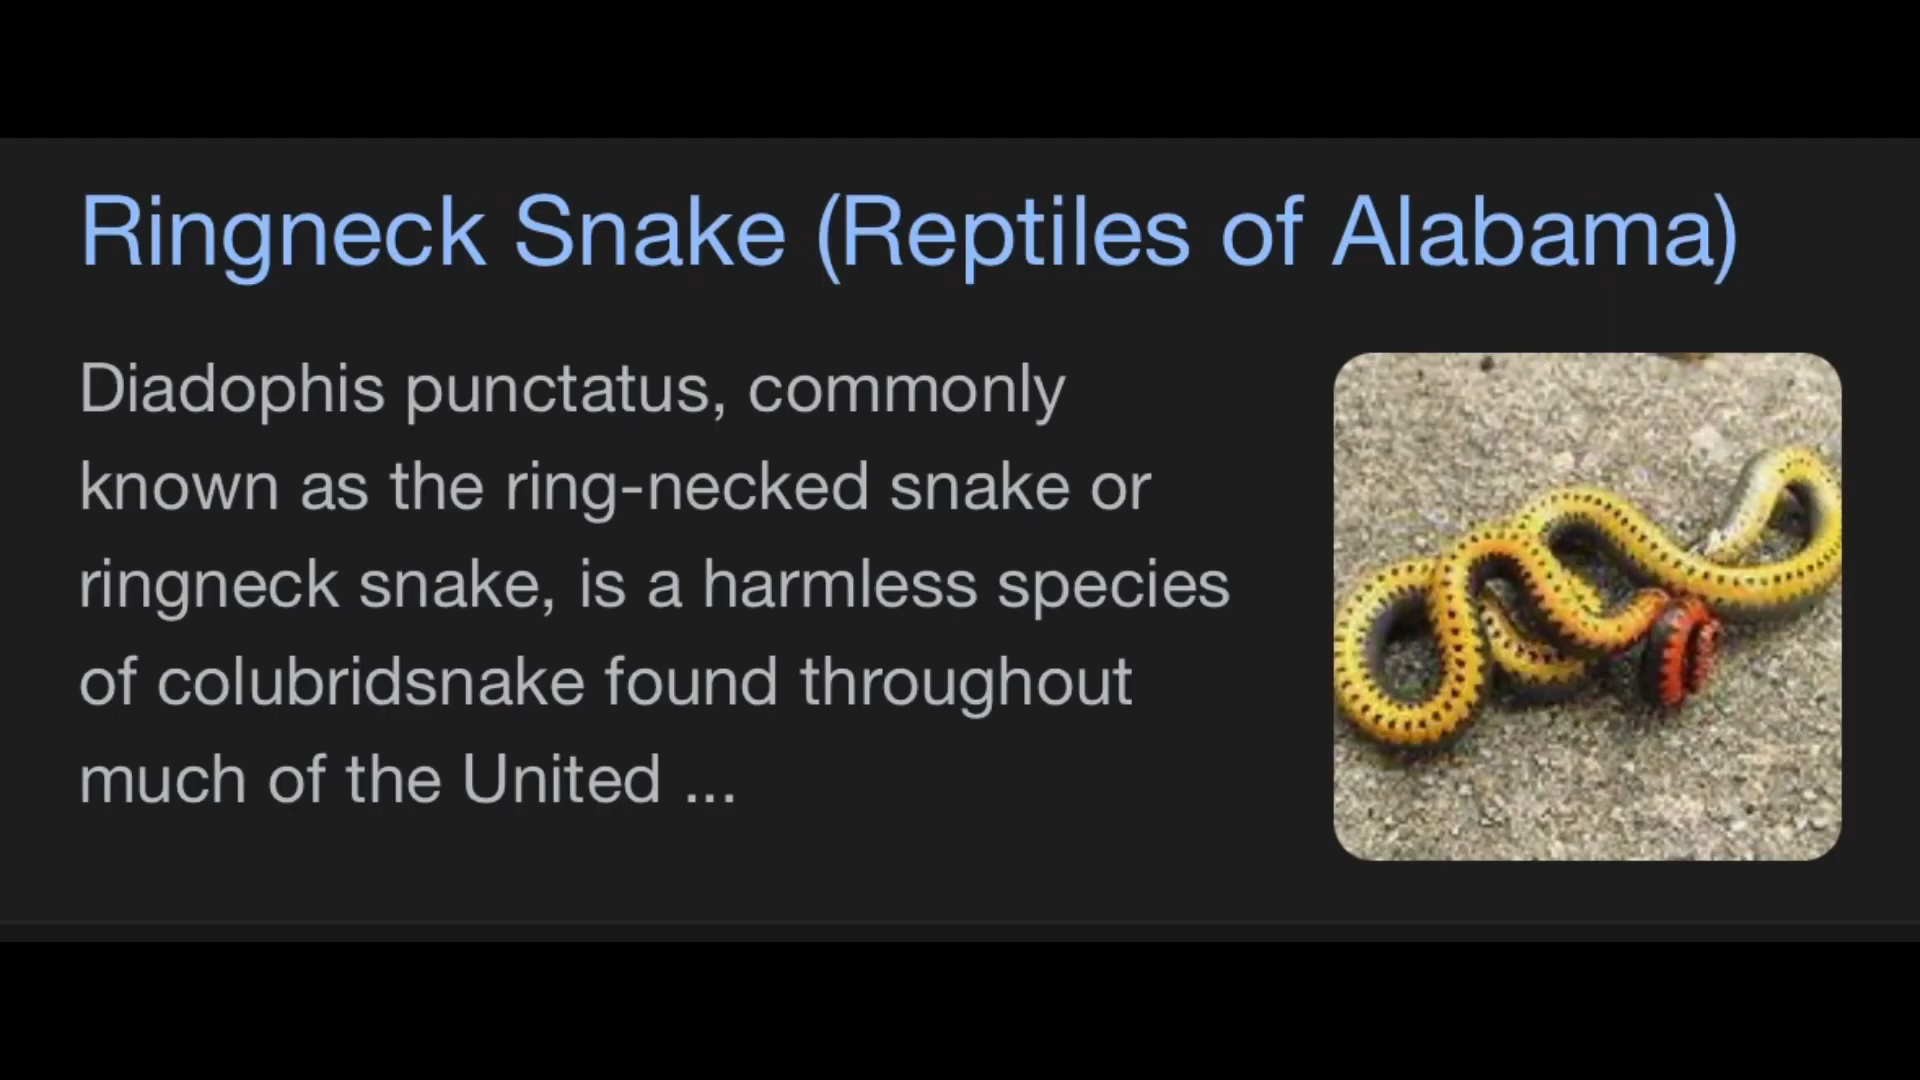 Ringneck Snake (Reptiles of Alabama)
Diadophis punctatus, commonly
known as the ring-necked snake or
ringneck snake, is a harmless species
of colubridsnake found throughout
much of the United ...